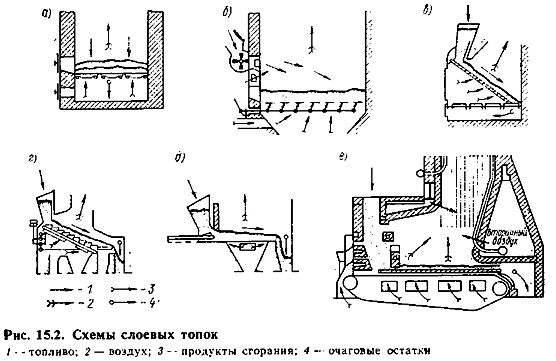 а) б) в)
г) д) е)
Вторичный воздух
-1 -3
-2 -4
Рис. 15.2. Схемы слоевых топок
1 -- топливо; 2 — воздух; 3 -- продукты сгорания; 4 -- очаговые остатки